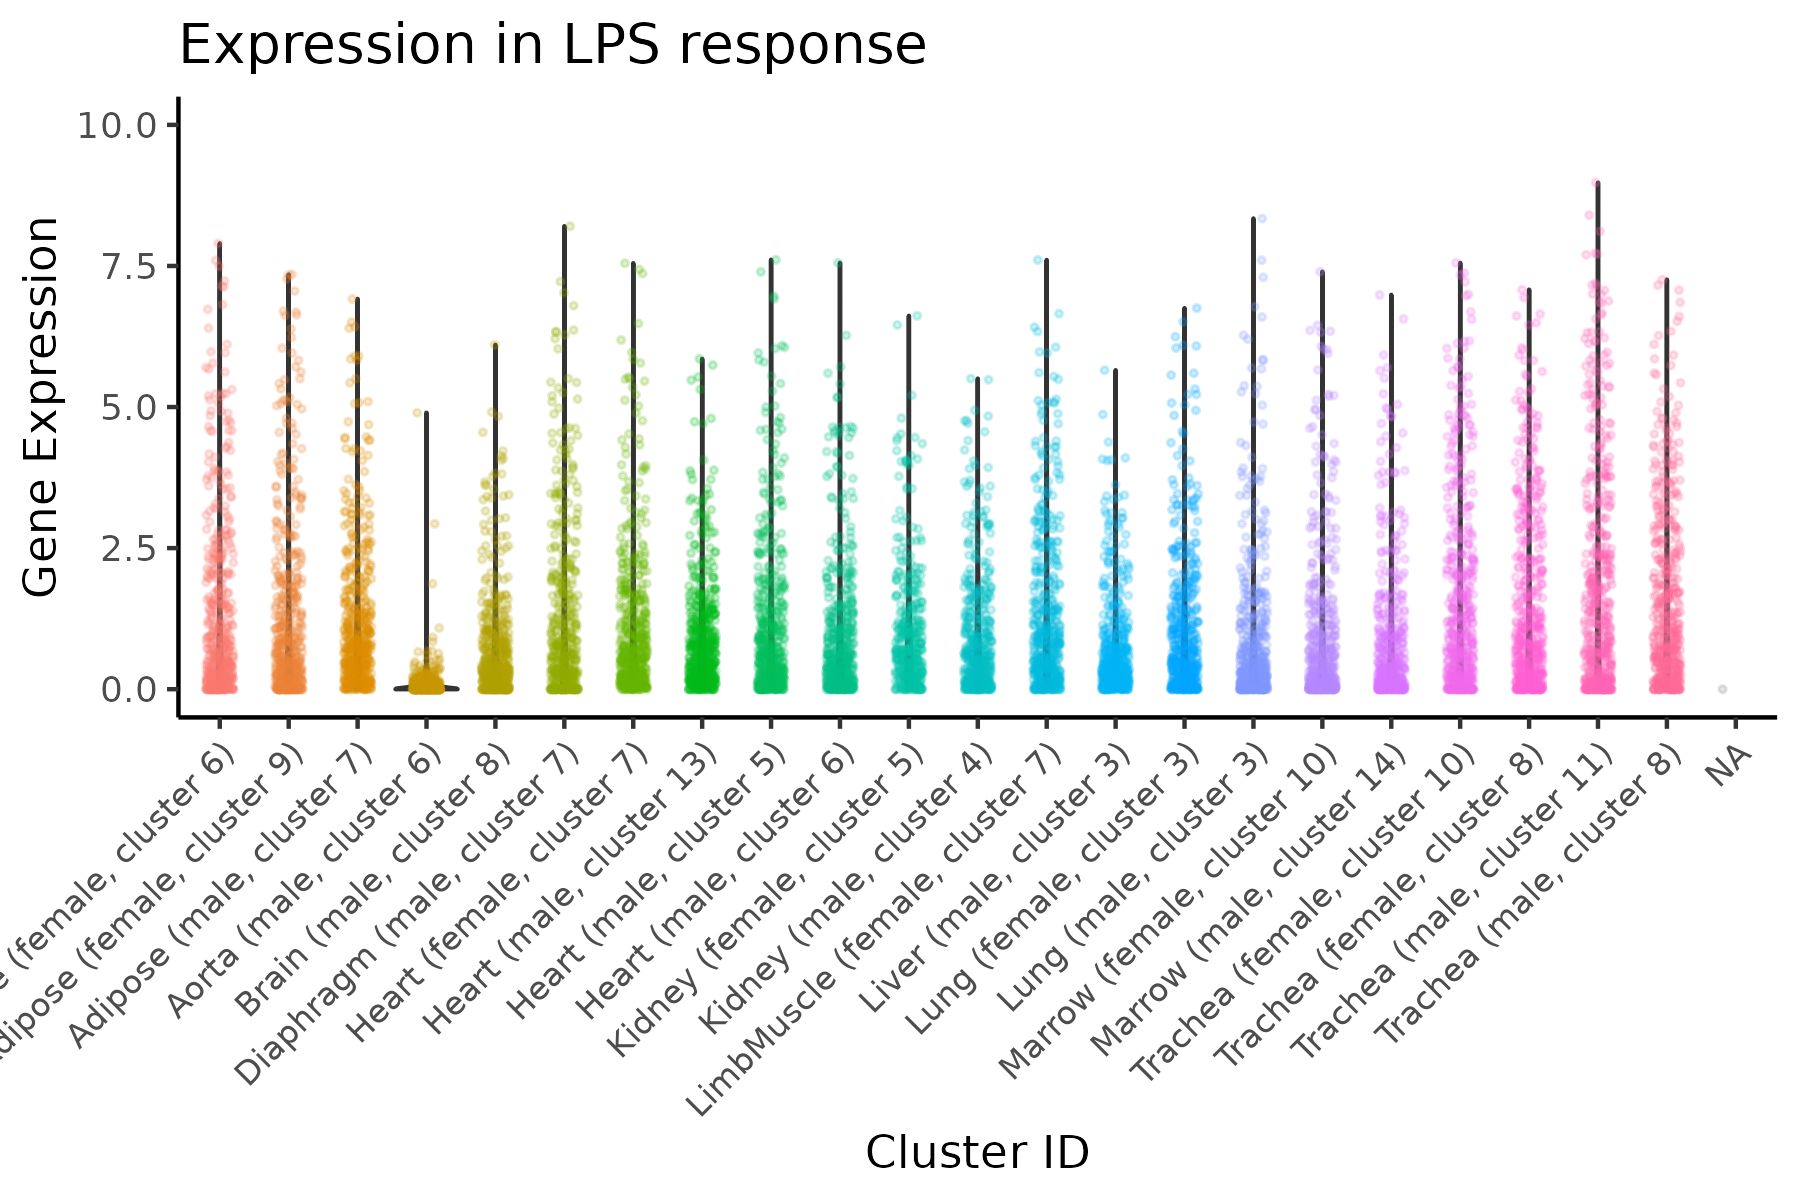 Expression in LPS response
Gene Expression
10.0
7.5
5.0
2.5
0.0
e (female, cluster 6)
dipose (female, cluster 9)
Adipose (male, cluster 7)
Aorta (male, cluster 6)
Brain (male, cluster 8)
Diaphragm (male, cluster 7)
Heart (female, cluster 7)
Heart (male, cluster 13)
Heart (male, cluster 5)
Heart (male, cluster 6)
Kidney (female, cluster 5)
Kidney (male, cluster 4)
LimbMuscle (female, cluster 7)
Liver (male, cluster 3)
Lung (female, cluster 3)
Lung (male, cluster 3)
Marrow (female, cluster 10)
Marrow (male, cluster 14)
Trachea (female, cluster 10)
Trachea (female, cluster 8)
Trachea (male, cluster 11)
Trachea (male, cluster 8)
NA
Cluster ID